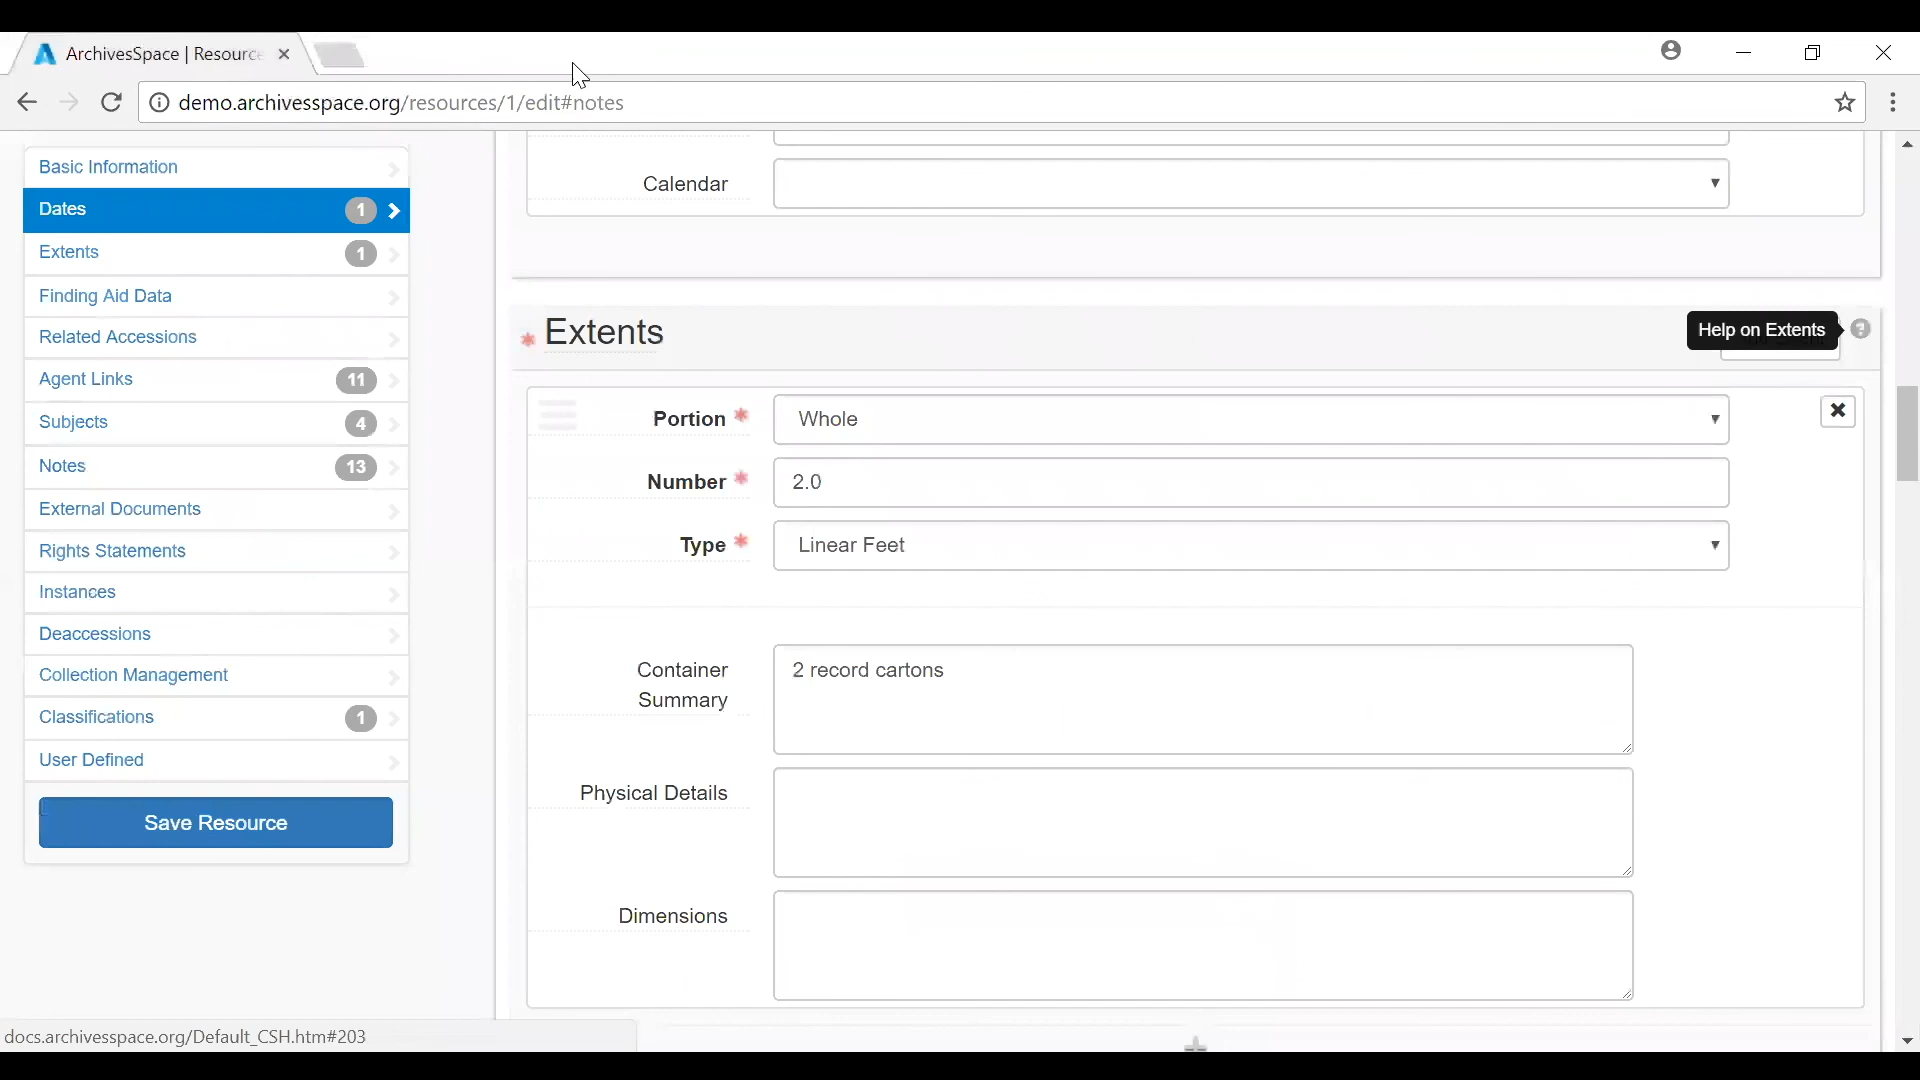 ArchivesSpace | Resource
demo.archivesspace.org/resources/1/edit#notes
Basic Information
Dates 1
Extents 1
Finding Aid Data
Related Accessions
Agent Links 11
Subjects 4
Notes 13
External Documents
Rights Statements
Instances
Deaccessions
Collection Management
Classifications 1
User Defined
Save Resource
Calendar
* Extents
Help on Extents ?
Portion * Whole
Number * 2.0
Type * Linear Feet
Container
Summary
2 record cartons
Physical Details
Dimensions
docs.archivesspace.org/Default_CSH.htm#203